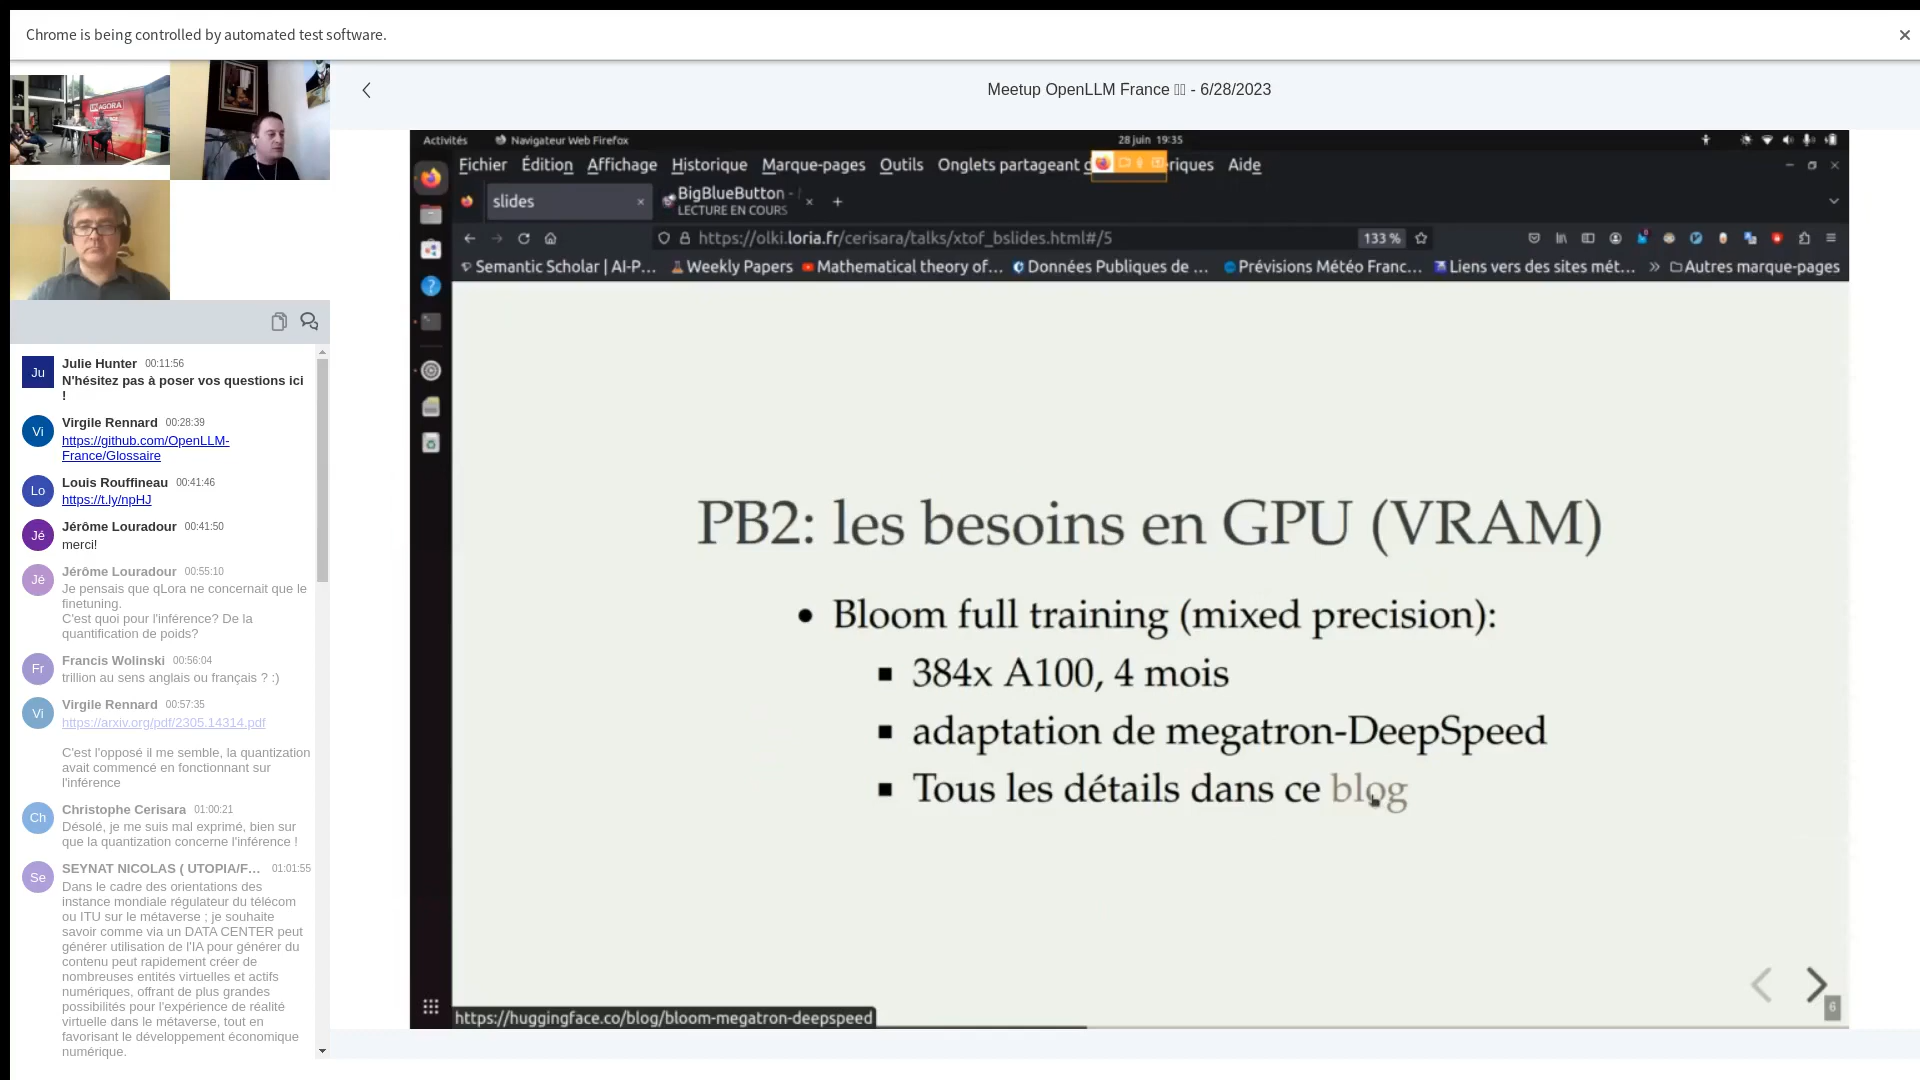 Chrome is being controlled by automated test software.
Meetup OpenLLM France - 6/28/2023
UNAGORA
Julie Hunter 00:11:56
N'hésitez pas à poser vos questions ici
!
Virgile Rennard 00:28:39
https://github.com/OpenLLM-
France/Glossaire
Louis Rouffineau 00:41:46
https://t.ly/npHJ
Jérôme Louradour 00:41:50
merci!
Jérôme Louradour 00:55:10
Je pensais que qLora ne concernait que le
finetuning.
C'est quoi pour l'inférence? De la
quantification de poids?
Francis Wolinski 00:56:04
trillion au sens anglais ou français ? :)
Virgile Rennard 00:57:35
https://arxiv.org/pdf/2305.14314.pdf
C'est l'opposé il me semble, la quantization
avait commencé en fonctionnant sur
l'inférence
Christophe Cerisara 01:00:21
Désolé, je me suis mal exprimé, bien sur
que la quantization concerne l'inférence !
SEYNAT NICOLAS ( UTOPIA/F... 01:01:55
Dans le cadre des orientations des
instance mondiale régulateur du télécom
ou ITU sur le métaverse ; je souhaite
savoir comme via un DATA CENTER peut
générer utilisation de l'IA pour générer du
contenu peut rapidement créer de
nombreuses entités virtuelles et actifs
numériques, offrant de plus grandes
possibilités pour l'expérience de réalité
virtuelle dans le métaverse, tout en
favorisant le développement économique
numérique.
Ju
Vi
Lo
Jé
Jé
Fr
Vi
Ch
Se
Activités Navigateur Web Firefox 28 juin 19:35
Fichier Édition Affichage Historique Marque-pages Outils Onglets partageant d riques Aide
slides BigBlueButton -
LECTURE EN COURS
https://olki.loria.fr/cerisara/talks/xtof_bslides.html#/5 133 %
Semantic Scholar | AI-P... Weekly Papers Mathematical theory of... Données Publiques de ... Prévisions Météo Franc... Liens vers des sites mét... Autres marque-pages
PB2: les besoins en GPU (VRAM)
Bloom full training (mixed precision):
384x A100, 4 mois
adaptation de megatron-DeepSpeed
Tous les détails dans ce blog
6
https://huggingface.co/blog/bloom-megatron-deepspeed